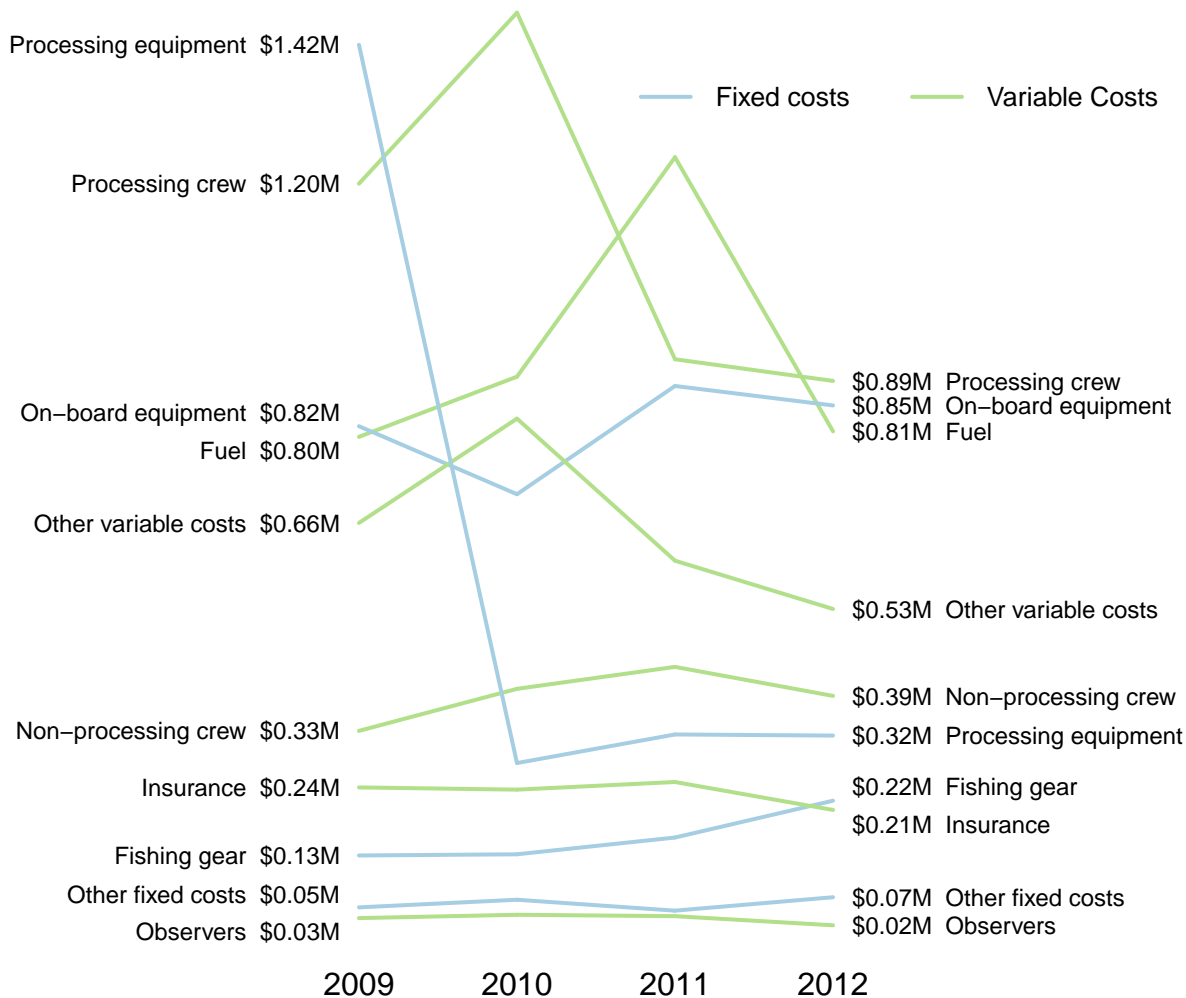 Processing equipment $1.42M
Fixed costs
Variable Costs
Processing crew $1.20M
On−board equipment $0.82M
Fuel $0.80M
Other variable costs $0.66M
Non−processing crew $0.33M
Insurance $0.24M
Fishing gear $0.13M
Other fixed costs $0.05M
Observers $0.03M
$0.89M Processing crew
$0.85M On−board equipment
$0.81M Fuel
$0.53M Other variable costs
$0.39M Non−processing crew
$0.32M Processing equipment
$0.22M Fishing gear
$0.21M Insurance
$0.07M Other fixed costs
$0.02M Observers
2009 2010 2011 2012